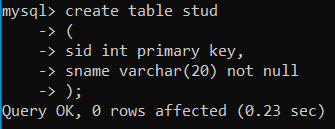 mysql> create table stud
-> (
-> sid int primary key,
-> sname varchar(20) not null
-> );
Query OK, 0 rows affected (0.23 sec)